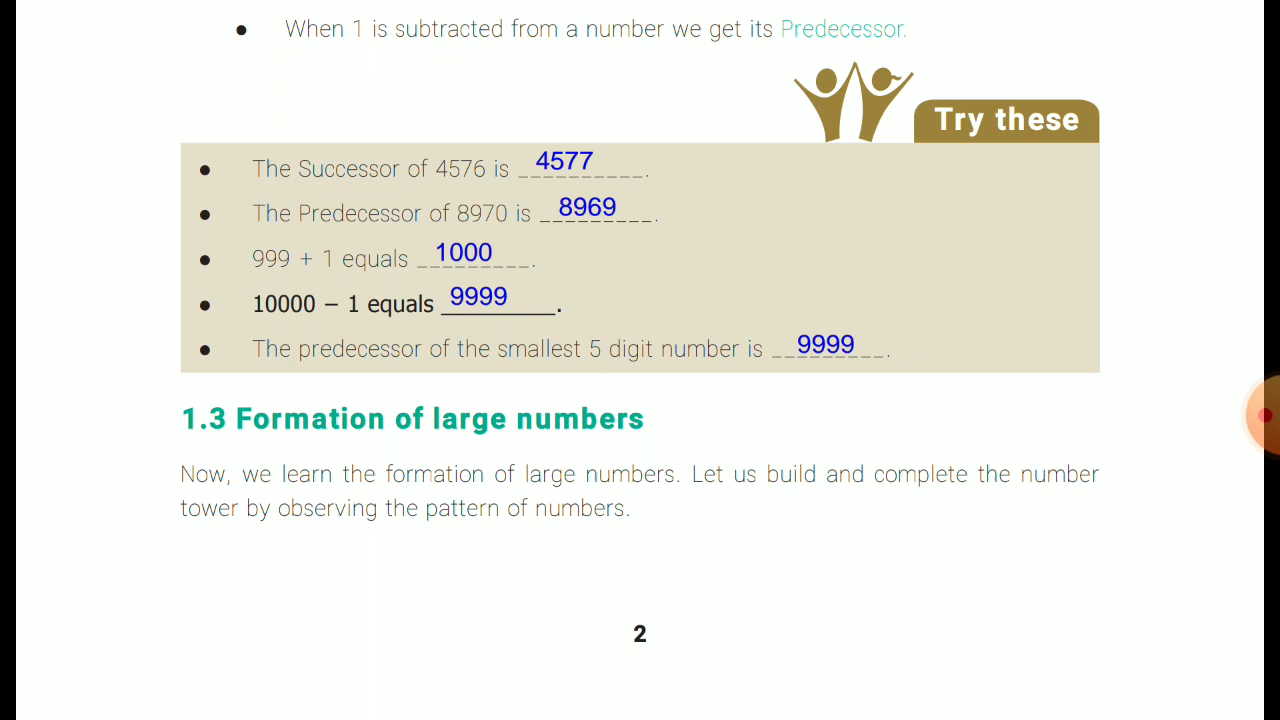 • When 1 is subtracted from a number we get its Predecessor.
Try these
• The Successor of 4576 is 4577.
• The Predecessor of 8970 is 8969.
• 999 + 1 equals 1000.
• 10000 – 1 equals 9999.
• The predecessor of the smallest 5 digit number is 9999.
1.3 Formation of large numbers
Now, we learn the formation of large numbers. Let us build and complete the number
tower by observing the pattern of numbers.
2